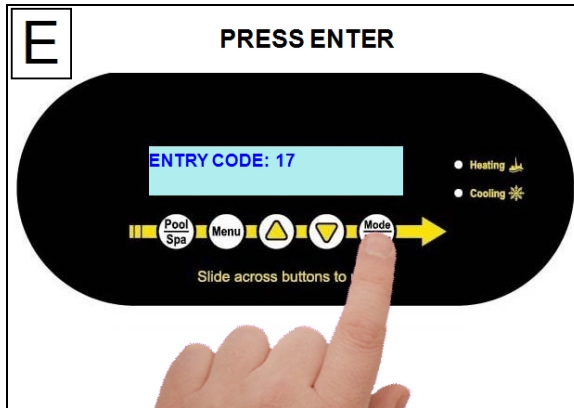 E
PRESS ENTER
ENTRY CODE: 17
Heating
Cooling
Pool
Spa
Menu
Mode
Slide across buttons to